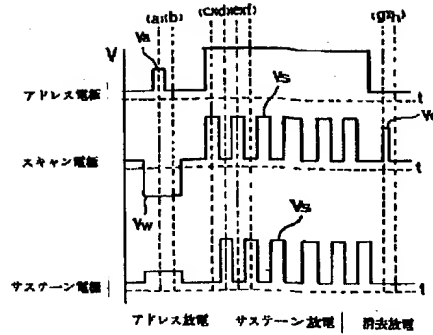 (a)(b) (c)(d)(e)(f) (g)(h)
Va
V
アドレス電極 t
Vs
スキャン電極 t
Vw
Vs
サステーン電極 t
アドレス放電 サステーン放電 消去放電